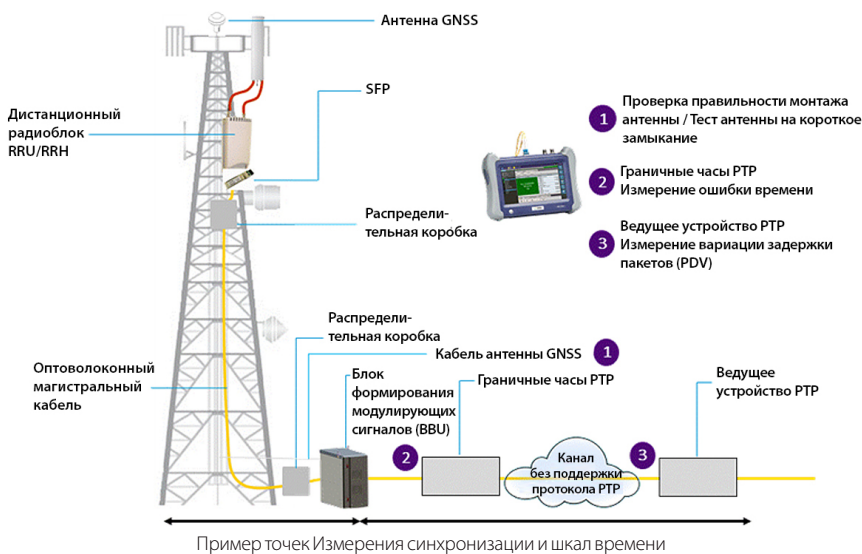 Антенна GNSS
SFP
Дистанционный
радиоблок
RRU/RRH
1
Проверка правильности монтажа
антенны / Тест антенны на короткое
замыкание
2
Граничные часы PTP
Измерение ошибки времени
3
Ведущее устройство PTP
Измерение вариации задержки
пакетов (PDV)
Распредели-
тельная коробка
Распредели-
тельная коробка
Кабель антенны GNSS
1
Оптоволоконный
магистральный
кабель
Блок
формирования
модулирующих
сигналов (BBU)
Граничные часы PTP
Ведущее
устройство PTP
2
Канал
без поддержки
протокола PTP
3
Пример точек Измерения синхронизации и шкал времени